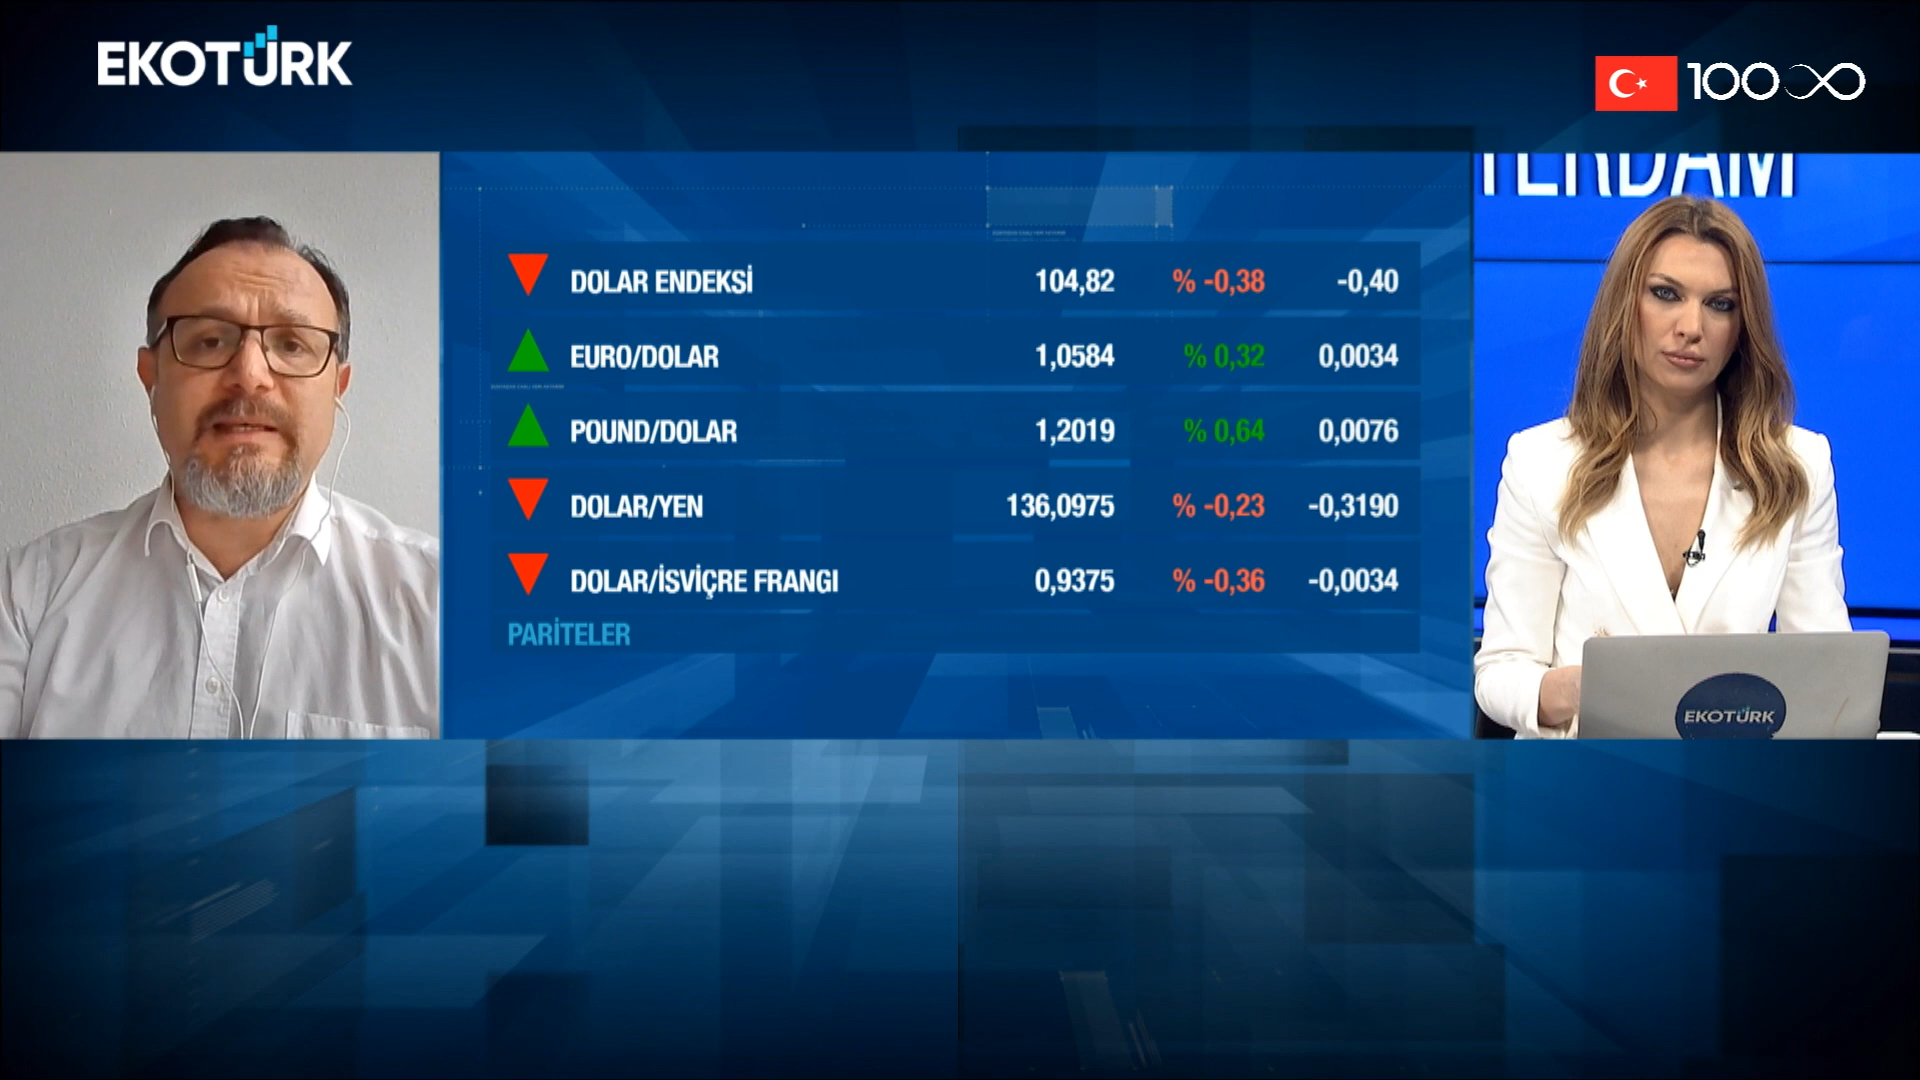 EKOTÜRK
100
TERDAM
DOLAR ENDEKSİ 104,82 % -0,38 -0,40
EURO/DOLAR 1,0584 % 0,32 0,0034
POUND/DOLAR 1,2019 % 0,64 0,0076
DOLAR/YEN 136,0975 % -0,23 -0,3190
DOLAR/İSVİÇRE FRANGI 0,9375 % -0,36 -0,0034
PARİTELER
EKOTÜRK